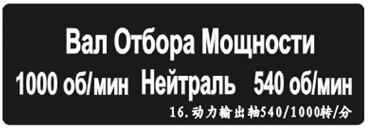 Вал Отбора Мощности
1000 об/мин Нейтраль 540 об/мин
16.动力输出轴540/1000转/分